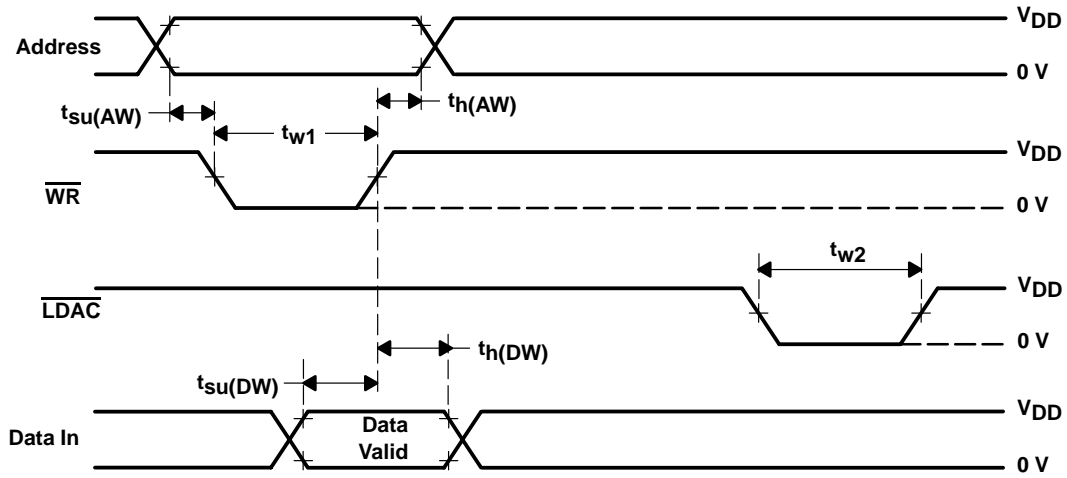 VDD
Address
0 V
tsu(AW)
th(AW)
tw1
VDD
WR
0 V
tw2
VDD
LDAC
0 V
th(DW)
tsu(DW)
VDD
Data In
Data
Valid
0 V